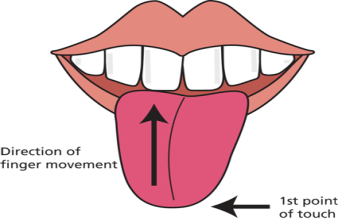 Direction of
finger movement
1st point
of touch